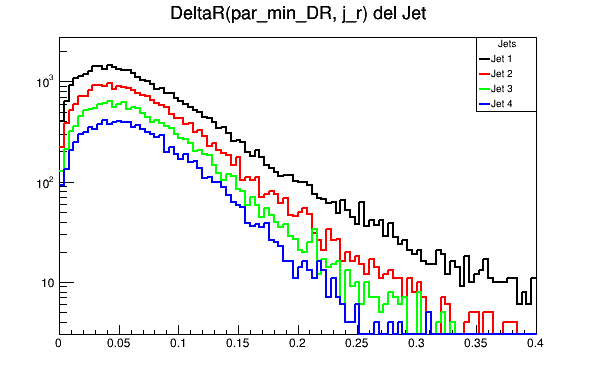 DeltaR(par_min_DR, j_r) del Jet
Jets
Jet 1
Jet 2
Jet 3
Jet 4
10³
10²
10
0 0.05 0.1 0.15 0.2 0.25 0.3 0.35 0.4